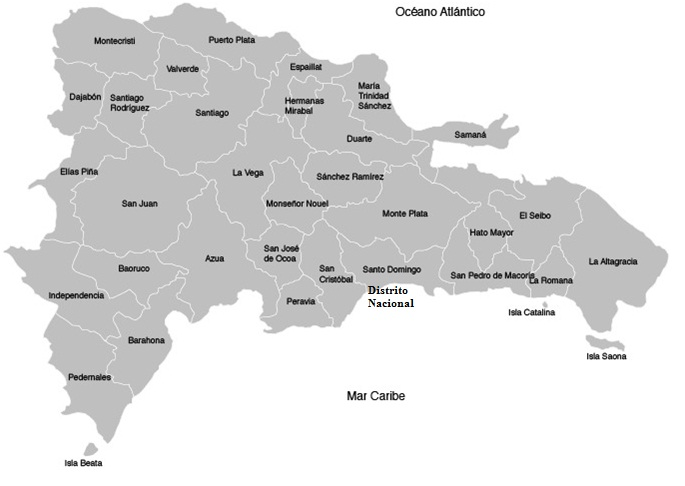 Océano Atlántico
Montecristi
Puerto Plata
Valverde
Espaillat
María
Trinidad
Sánchez
Dajabón
Santiago
Rodríguez
Santiago
Hermanas
Mirabal
Duarte
Samaná
Elías Piña
La Vega
Sánchez Ramírez
San Juan
Monseñor Nouel
Monte Plata
El Seibo
Hato Mayor
La Altagracia
Baoruco
Azua
San José
de Ocoa
San
Cristóbal
Santo Domingo
San Pedro de Macoris
La Romana
Independencia
Peravia
Distrito
Nacional
Isla Catalina
Barahona
Isla Saona
Pedernales
Mar Caribe
Isla Beata